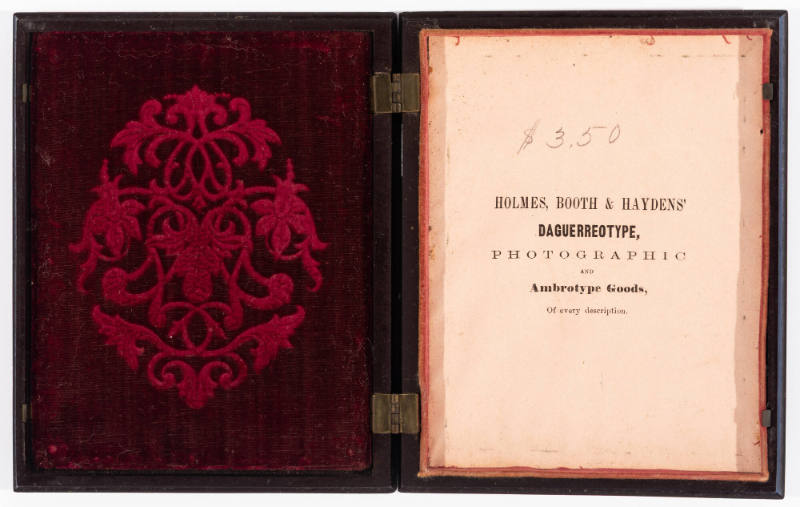 $ 3.50
HOLMES, BOOTH & HAYDENS'
DAGUERREOTYPE,
PHOTOGRAPHIC
AND
Ambrotype Goods,
Of every description.